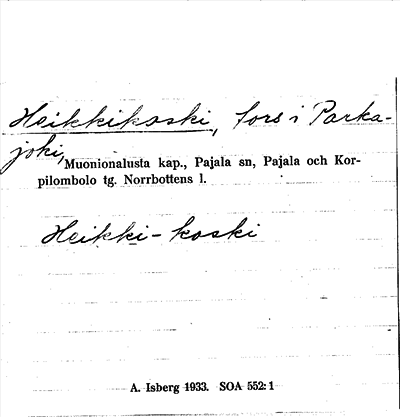 Heikkikoski, fors i Parka-
joki,
Muonionalusta kap., Pajala sn, Pajala och Kor-
pilombolo tg. Norrbottens l.
Heikki-koski
A. Isberg 1933. SOA 552:1